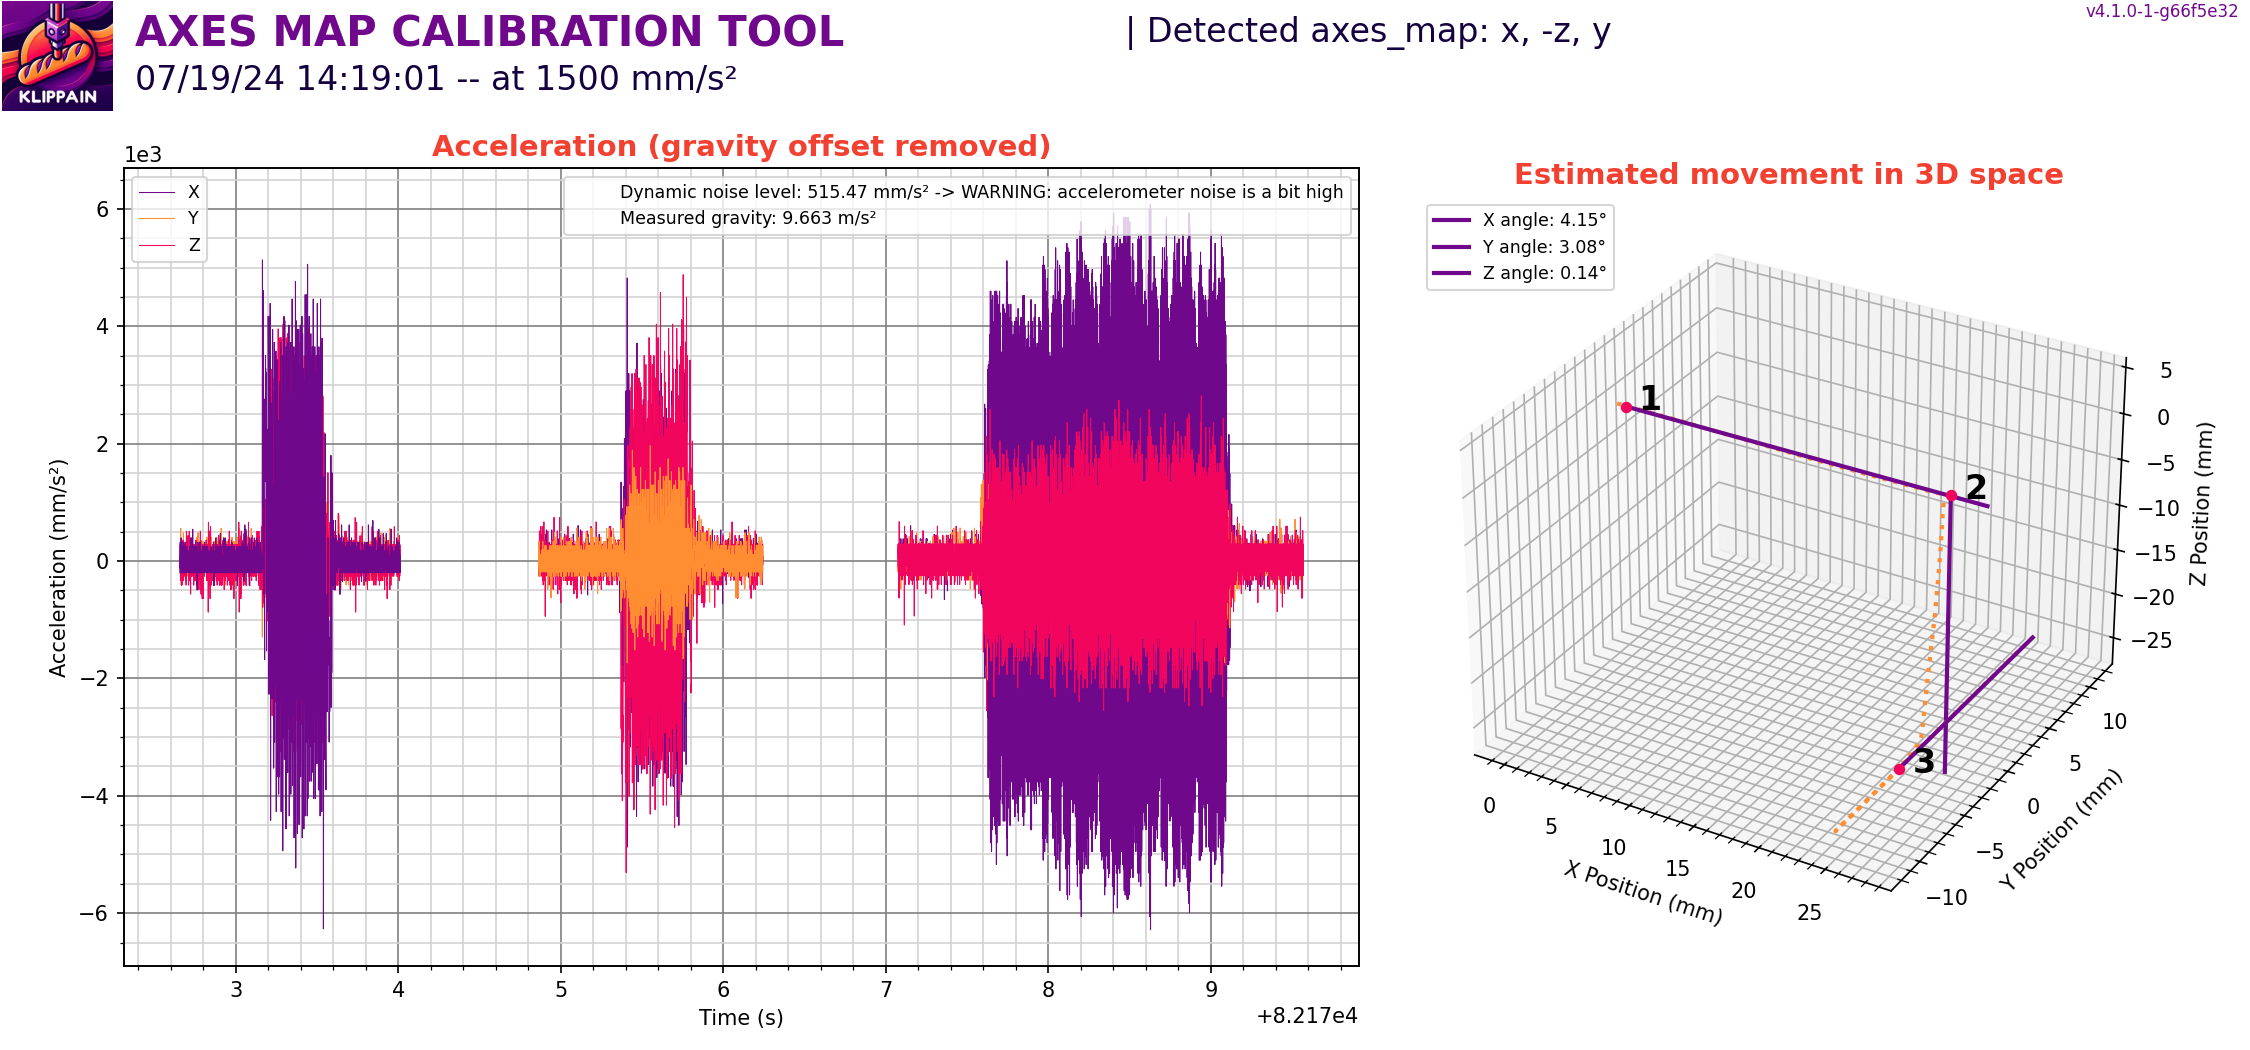 KLIPPAIN
AXES MAP CALIBRATION TOOL
07/19/24 14:19:01 -- at 1500 mm/s²
| Detected axes_map: x, -z, y
v4.1.0-1-g66f5e32
Acceleration (gravity offset removed)
1e3
X
Y
Z
Dynamic noise level: 515.47 mm/s² -> WARNING: accelerometer noise is a bit high
Measured gravity: 9.663 m/s²
6
4
2
0
−2
−4
−6
Acceleration (mm/s²)
3
4
5
6
7
8
9
Time (s)
+8.217e4
Estimated movement in 3D space
X angle: 4.15°
Y angle: 3.08°
Z angle: 0.14°
1
2
3
5
0
−5
−10
−15
−20
−25
Z Position (mm)
0
5
10
15
20
25
X Position (mm)
10
5
0
−5
−10
Y Position (mm)